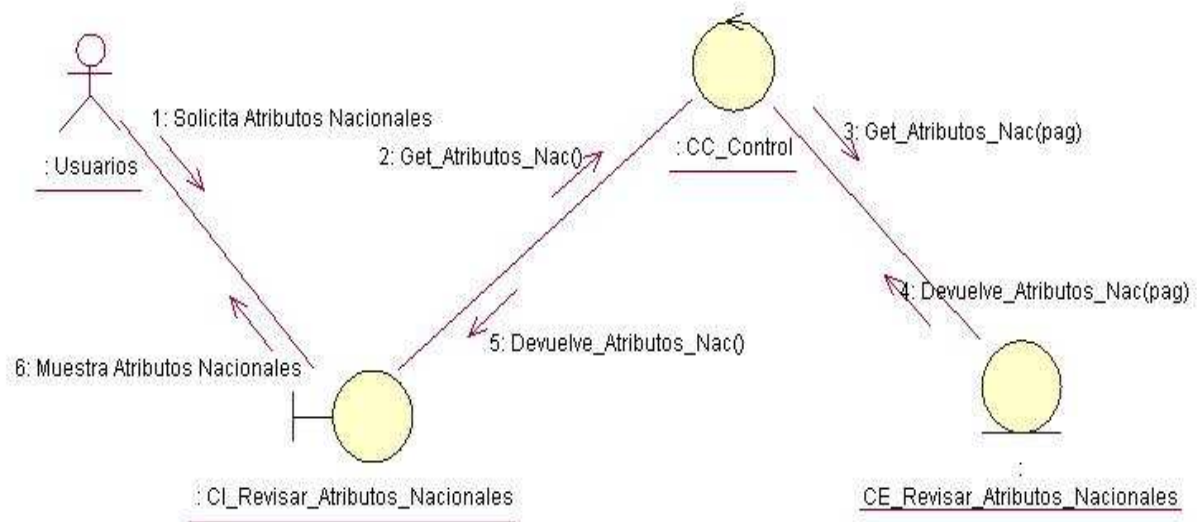 1: Solicita Atributos Nacionales
: Usuarios
2: Get_Atributos_Nac()
: CC_Control
3: Get_Atributos_Nac(pag)
4: Devuelve_Atributos_Nac(pag)
5: Devuelve_Atributos_Nac()
6: Muestra Atributos Nacionales
: CI_Revisar_Atributos_Nacionales
:
CE_Revisar_Atributos_Nacionales